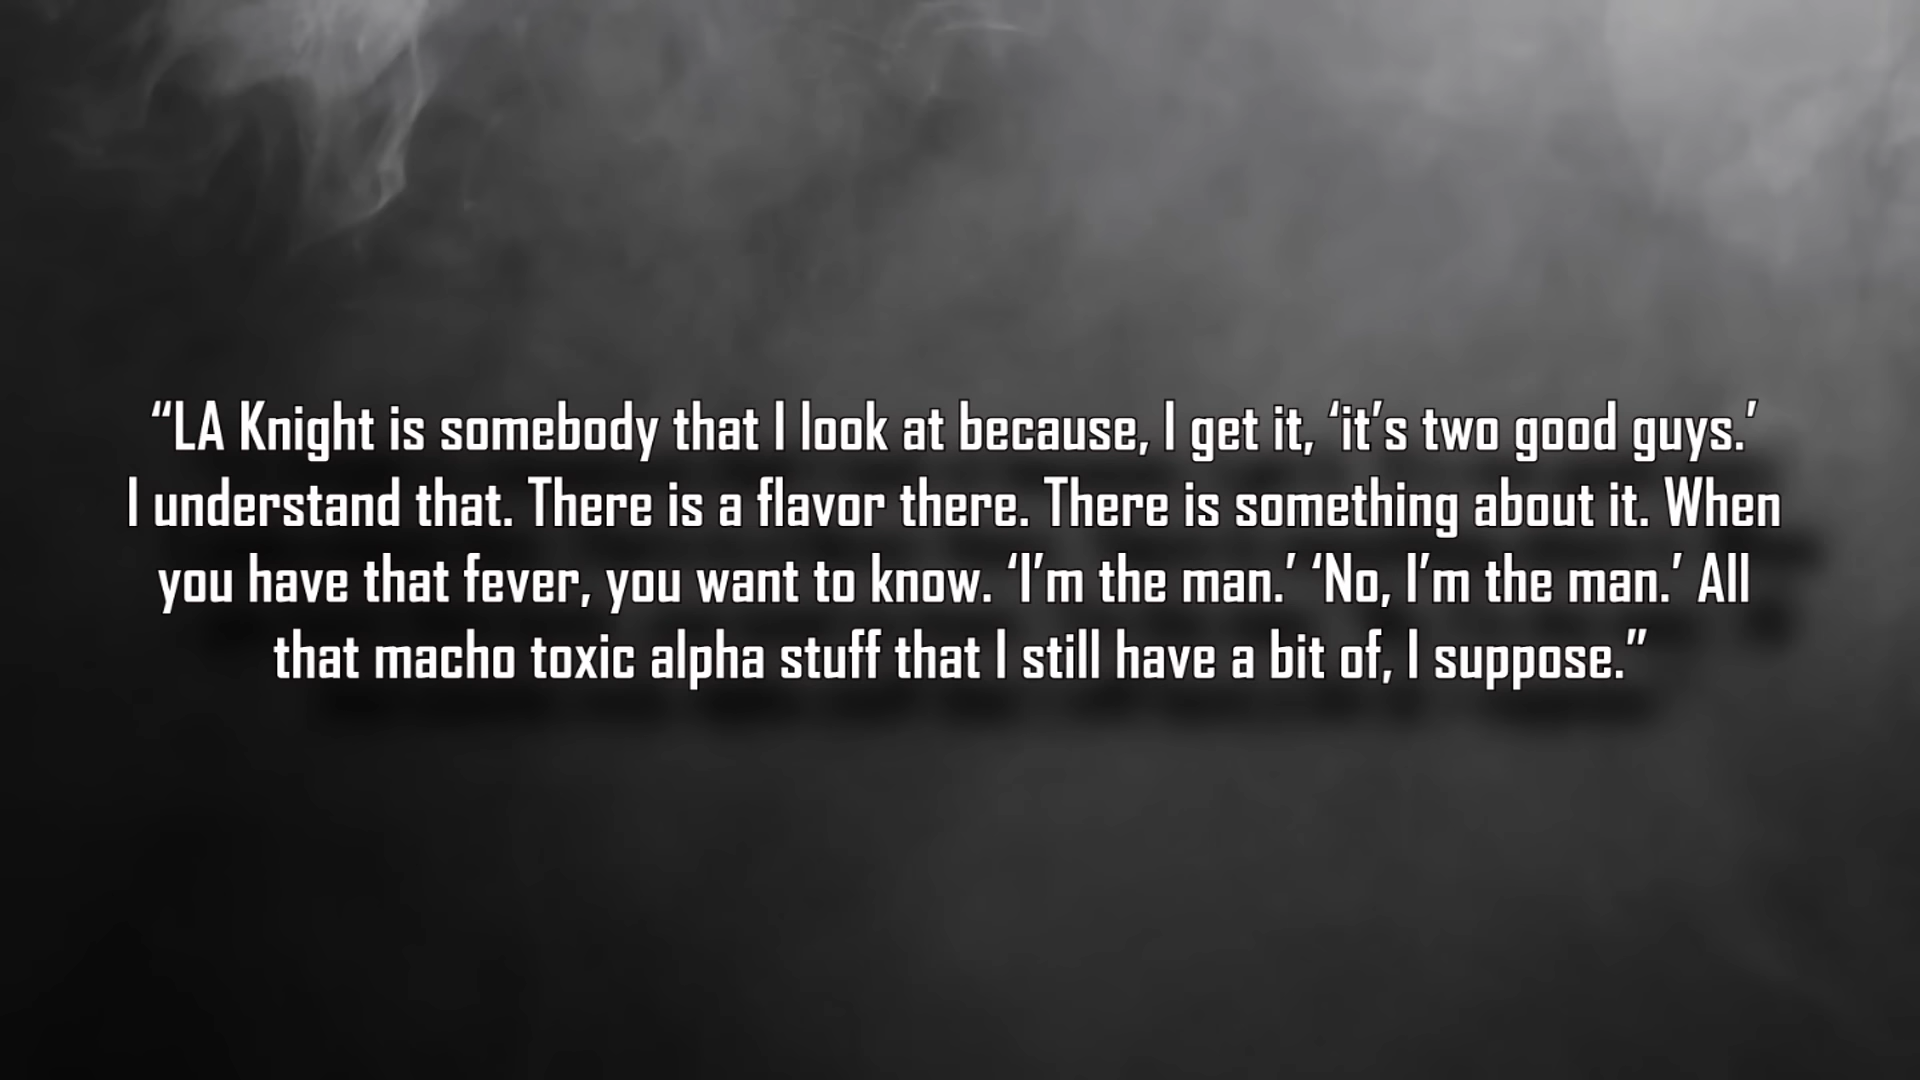 “LA Knight is somebody that I look at because, I get it, ‘it’s two good guys.’
I understand that. There is a flavor there. There is something about it. When
you have that fever, you want to know. ‘I’m the man.’ ‘No, I’m the man.’ All
that macho toxic alpha stuff that I still have a bit of, I suppose.”